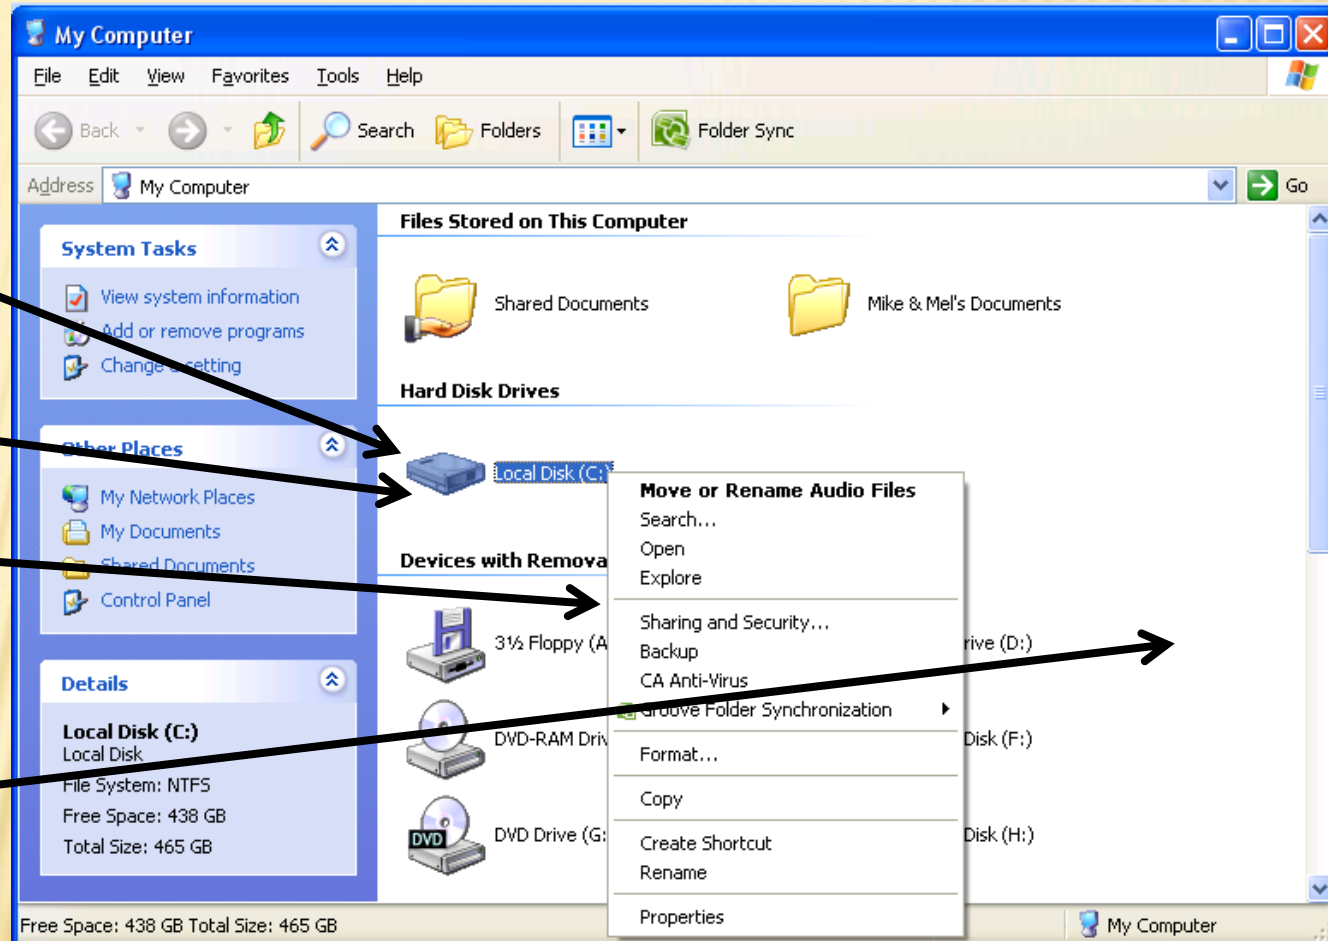 My Computer
File Edit View Favorites Tools Help
Back Search Folders Folder Sync
Address My Computer Go
System Tasks
View system information
Add or remove programs
Change a setting
Other Places
My Network Places
My Documents
Shared Documents
Control Panel
Details
Local Disk (C:)
Local Disk
File System: NTFS
Free Space: 438 GB
Total Size: 465 GB
Files Stored on This Computer
Shared Documents
Mike & Mel's Documents
Hard Disk Drives
Local Disk (C:)
Devices with Remova
3½ Floppy (A
rive (D:)
DVD-RAM Driv
Disk (F:)
DVD
DVD Drive (G:
Disk (H:)
Move or Rename Audio Files
Search...
Open
Explore
Sharing and Security...
Backup
CA Anti-Virus
Groove Folder Synchronization
Format...
Copy
Create Shortcut
Rename
Properties
Free Space: 438 GB Total Size: 465 GB
My Computer